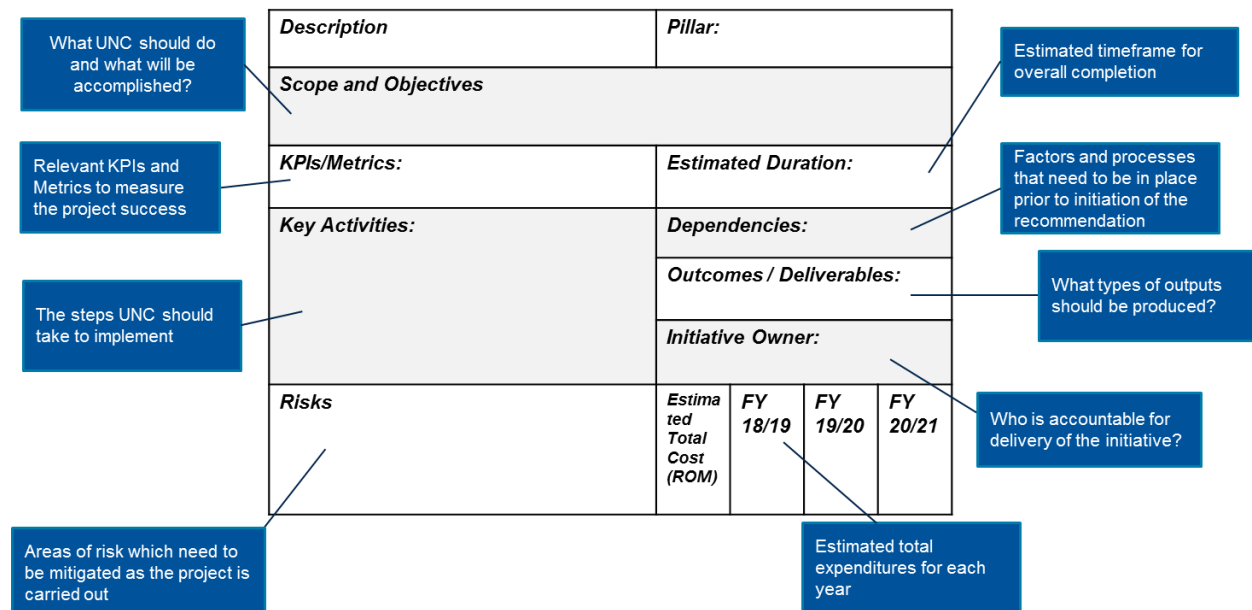 What UNC should do
and what will be
accomplished?
Description
Pillar:
Estimated timeframe for
overall completion
Scope and Objectives
Relevant KPIs and
Metrics to measure
the project success
KPIs/Metrics:
Estimated Duration:
Factors and processes
that need to be in place
prior to initiation of the
recommendation
Key Activities:
Dependencies:
Outcomes / Deliverables:
What types of outputs
should be produced?
The steps UNC should
take to implement
Initiative Owner:
Risks
Estima
ted
Total
Cost
(ROM)
FY
18/19
FY
19/20
FY
20/21
Who is accountable for
delivery of the initiative?
Areas of risk which need to
be mitigated as the project is
carried out
Estimated total
expenditures for each
year